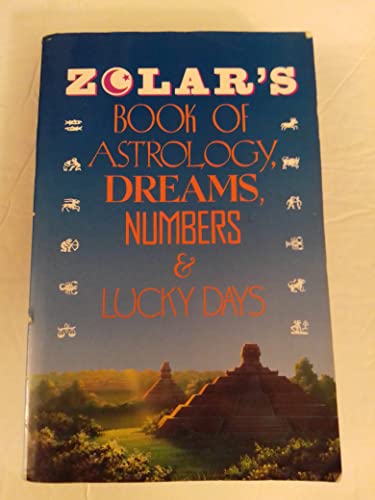 ZOLAR'S
BOOK OF
ASTROLOGY,
DREAMS,
NUMBERS
&
LUCKY DAYS